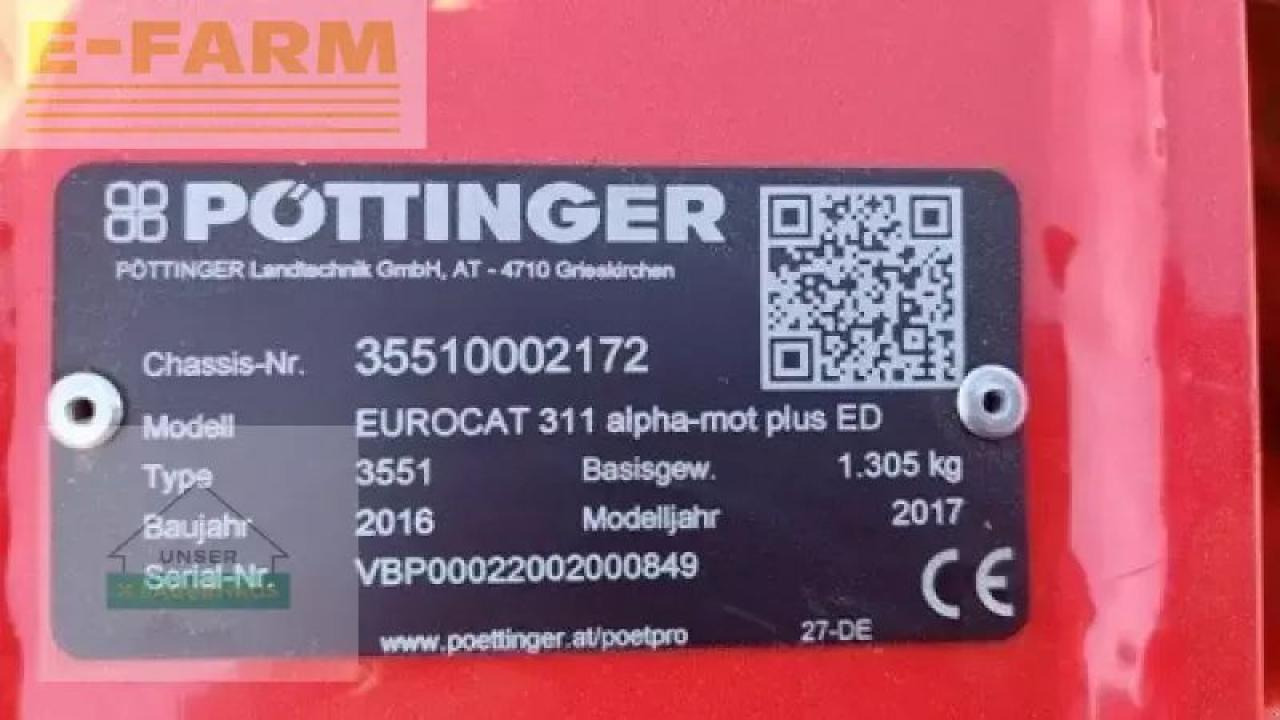 E-FARM
PÖTTINGER
PÖTTINGER Landtechnik GmbH, AT - 4710 Grieskirchen
Chassis-Nr. 35510002172
Modell EUROCAT 311 alpha-mot plus ED
Type 3551 Basisgew. 1.305 kg
Baujahr 2016 Modelljahr 2017
UNSER
Serial-Nr. VBP00022002000849
CE
www.poettinger.at/poetpro 27-DE